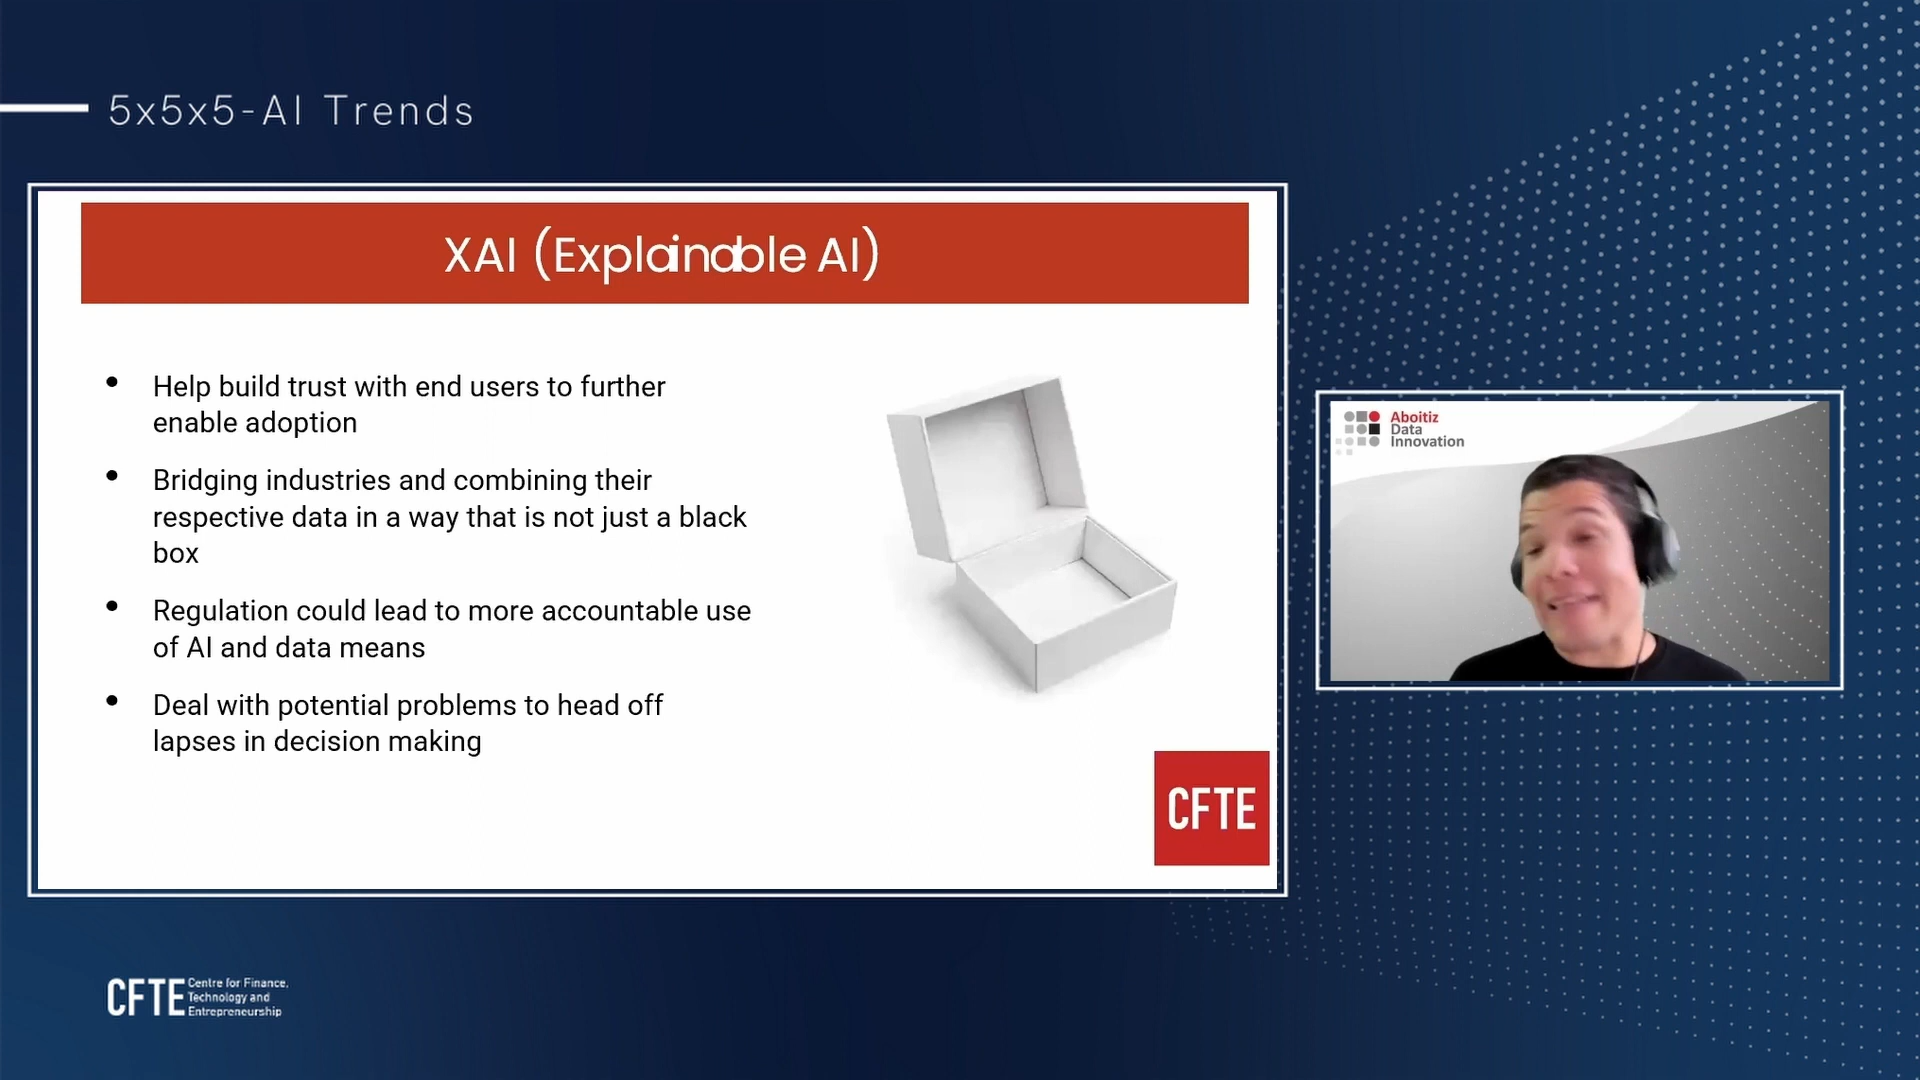 5x5x5-AI Trends
XAI (Explainable AI)
• Help build trust with end users to further
enable adoption
• Bridging industries and combining their
respective data in a way that is not just a black
box
• Regulation could lead to more accountable use
of AI and data means
• Deal with potential problems to head off
lapses in decision making
CFTE
Aboitiz
Data
Innovation
CFTE
Centre for Finance,
Technology and
Entrepreneurship